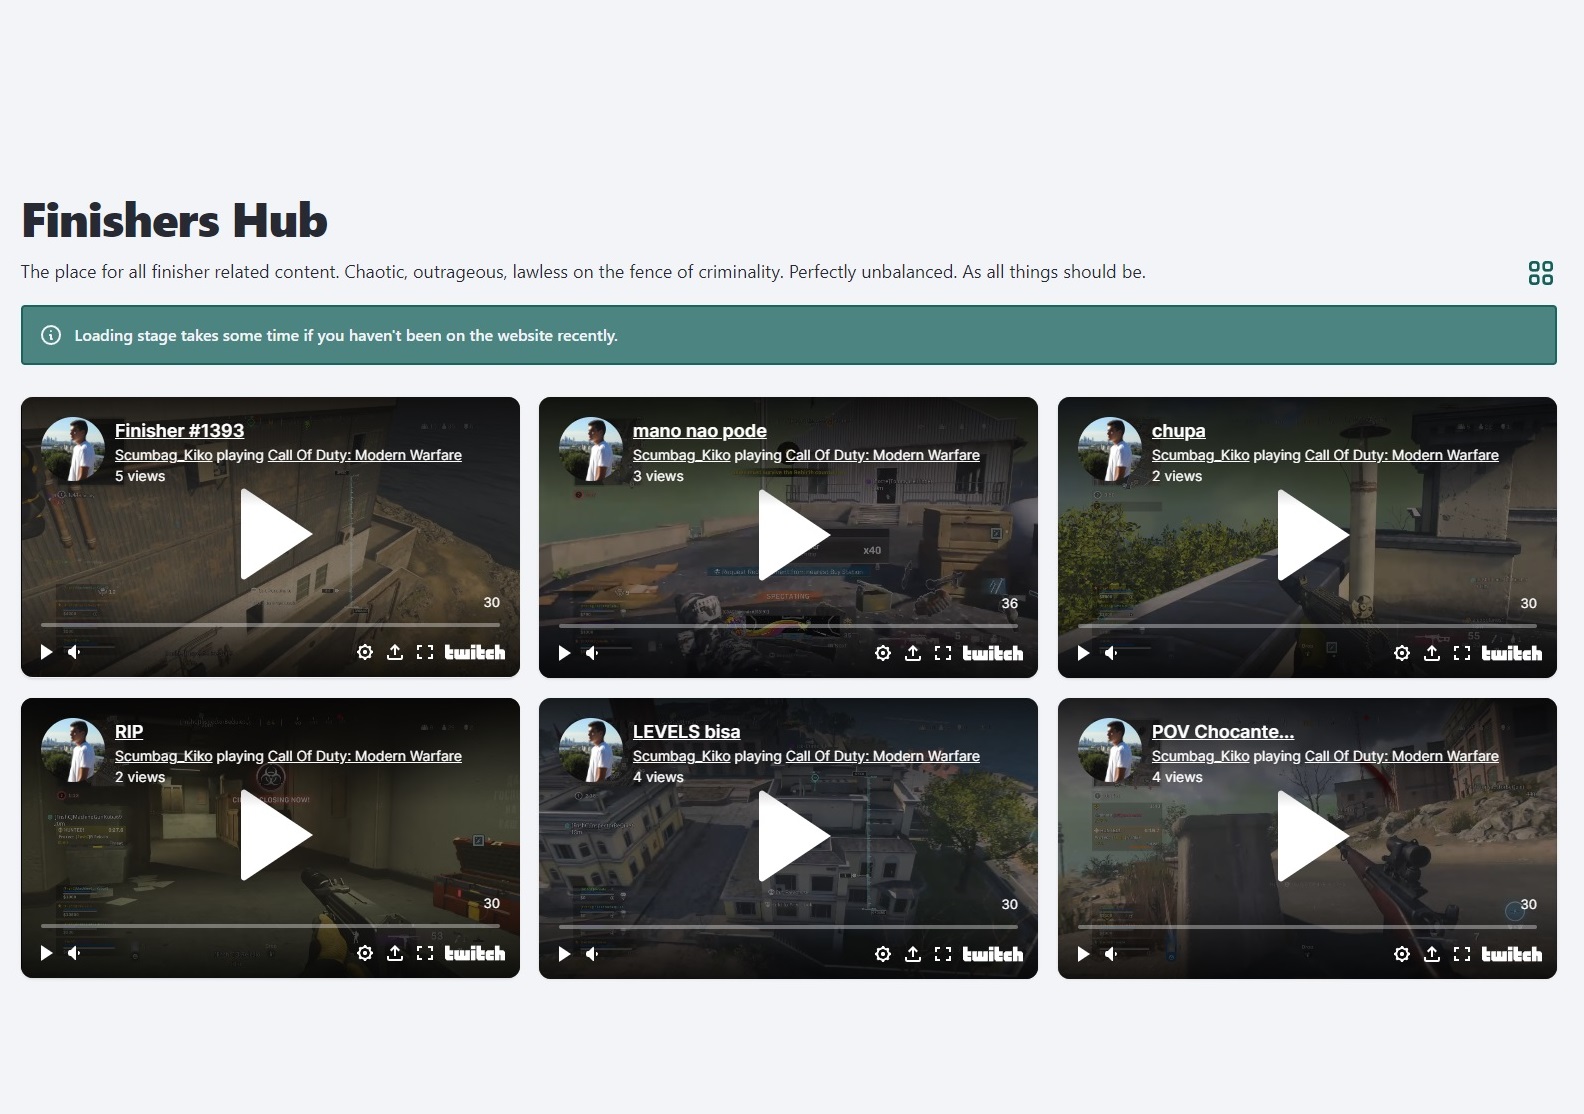 Finishers Hub
The place for all finisher related content. Chaotic, outrageous, lawless on the fence of criminality. Perfectly unbalanced. As all things should be.
Loading stage takes some time if you haven't been on the website recently.
Finisher #1393
Scumbag_Kiko playing Call Of Duty: Modern Warfare
5 views
30
twitch
mano nao pode
Scumbag_Kiko playing Call Of Duty: Modern Warfare
3 views
x40
SPECTATING
36
twitch
chupa
Scumbag_Kiko playing Call Of Duty: Modern Warfare
2 views
30
55
twitch
RIP
Scumbag_Kiko playing Call Of Duty: Modern Warfare
2 views
CLOSING NOW!
30
53
twitch
LEVELS bisa
Scumbag_Kiko playing Call Of Duty: Modern Warfare
4 views
30
twitch
POV Chocante...
Scumbag_Kiko playing Call Of Duty: Modern Warfare
4 views
30
7
twitch